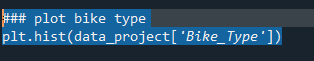 ### plot bike type
plt.hist(data_project['Bike_Type'])